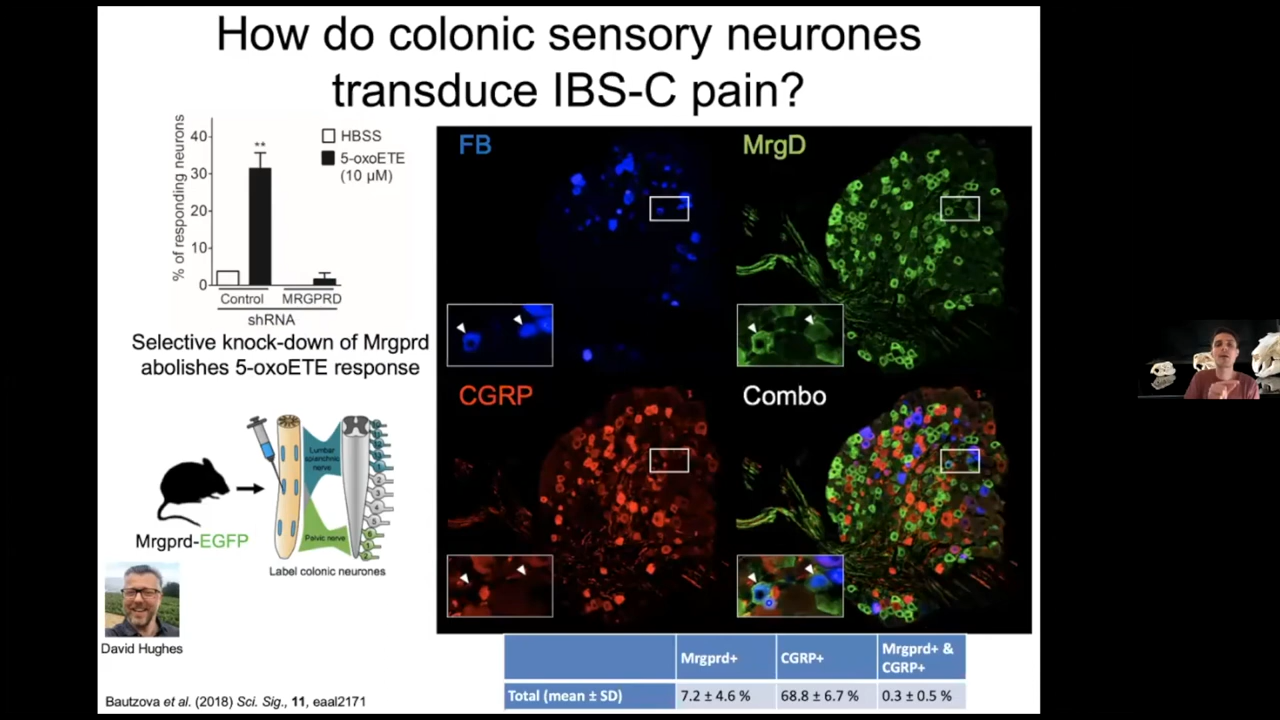 How do colonic sensory neurones
transduce IBS-C pain?
% of responding neurons
40
30
20
10
0
**
HBSS
5-oxoETE
(10 µM)
Control
MRGPRD
shRNA
Selective knock-down of Mrgprd
abolishes 5-oxoETE response
Lumbar
splanchnic
nerve
Pelvic nerve
Mrgprd-EGFP
Label colonic neurones
David Hughes
FB
MrgD
CGRP
Combo
Mrgprd+
CGRP+
Mrgprd+ &
CGRP+
Total (mean ± SD)
7.2 ± 4.6 %
68.8 ± 6.7 %
0.3 ± 0.5 %
Bautzova et al. (2018) Sci. Sig., 11, eaal2171